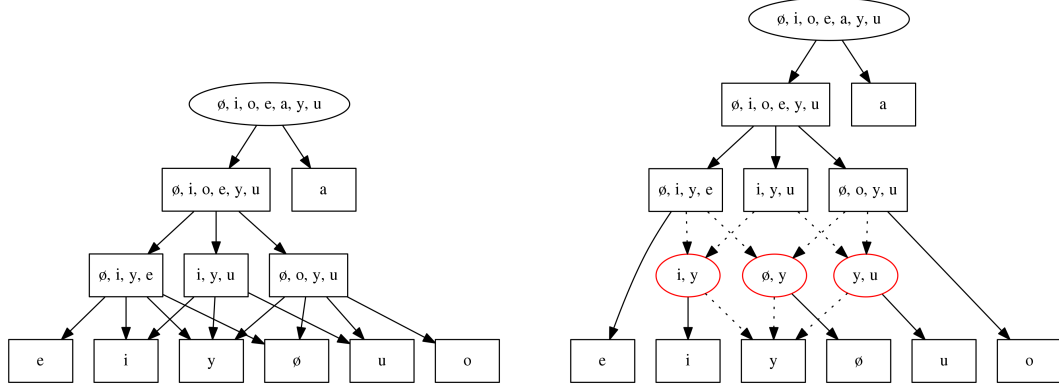 ø, i, o, e, a, y, u
ø, i, o, e, y, u
a
ø, i, y, e
i, y, u
ø, o, y, u
e
i
y
ø
u
o
ø, i, o, e, a, y, u
ø, i, o, e, y, u
a
ø, i, y, e
i, y, u
ø, o, y, u
i, y
ø, y
y, u
e
i
y
ø
u
o